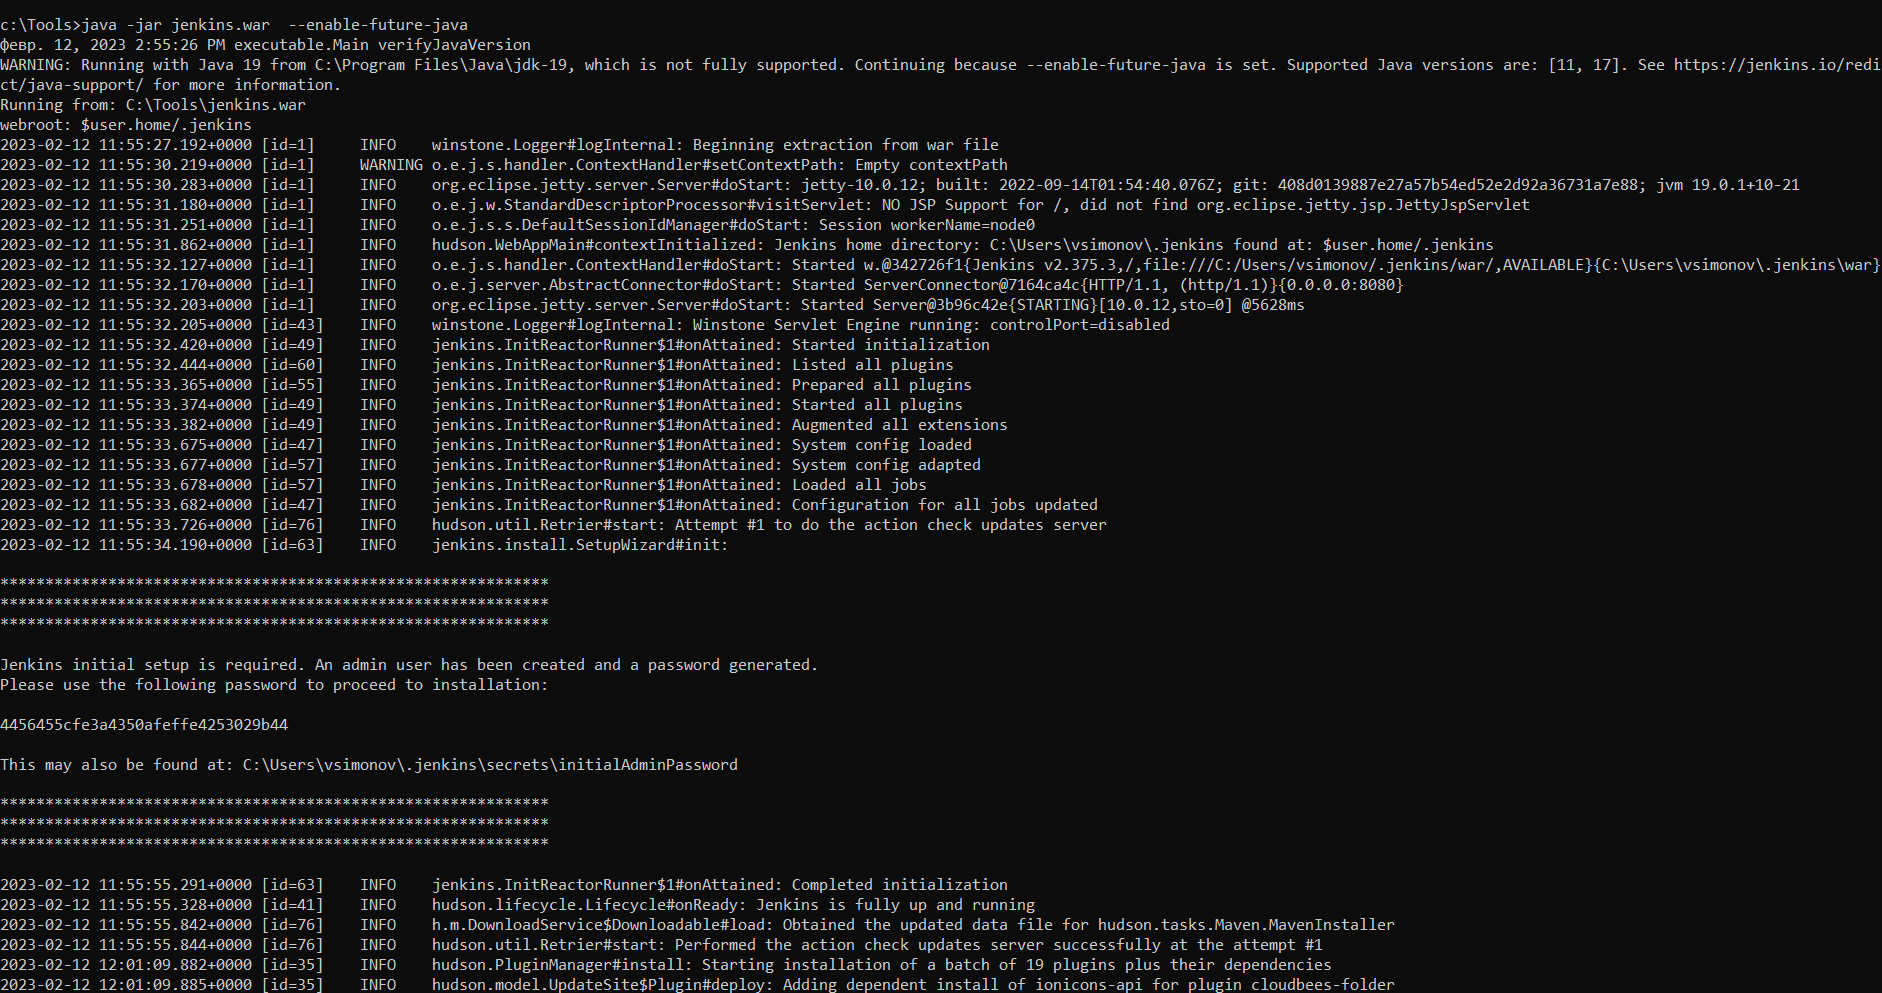 c:\Tools>java -jar jenkins.war  --enable-future-java
февр. 12, 2023 2:55:26 PM executable.Main verifyJavaVersion
WARNING: Running with Java 19 from C:\Program Files\Java\jdk-19, which is not fully supported. Continuing because --enable-future-java is set. Supported Java versions are: [11, 17]. See https://jenkins.io/redi
ct/java-support/ for more information.
Running from: C:\Tools\jenkins.war
webroot: $user.home/.jenkins
2023-02-12 11:55:27.192+0000 [id=1]     INFO    winstone.Logger#logInternal: Beginning extraction from war file
2023-02-12 11:55:30.219+0000 [id=1]     WARNING o.e.j.s.handler.ContextHandler#setContextPath: Empty contextPath
2023-02-12 11:55:30.283+0000 [id=1]     INFO    org.eclipse.jetty.server.Server#doStart: jetty-10.0.12; built: 2022-09-14T01:54:40.076Z; git: 408d0139887e27a57b54ed52e2d92a36731a7e88; jvm 19.0.1+10-21
2023-02-12 11:55:31.180+0000 [id=1]     INFO    o.e.j.w.StandardDescriptorProcessor#visitServlet: NO JSP Support for /, did not find org.eclipse.jetty.jsp.JettyJspServlet
2023-02-12 11:55:31.251+0000 [id=1]     INFO    o.e.j.s.s.DefaultSessionIdManager#doStart: Session workerName=node0
2023-02-12 11:55:31.862+0000 [id=1]     INFO    hudson.WebAppMain#contextInitialized: Jenkins home directory: C:\Users\vsimonov\.jenkins found at: $user.home/.jenkins
2023-02-12 11:55:32.127+0000 [id=1]     INFO    o.e.j.s.handler.ContextHandler#doStart: Started w.@342726f1{Jenkins v2.375.3,/,file:///C:/Users/vsimonov/.jenkins/war/,AVAILABLE}{C:\Users\vsimonov\.jenkins\war}
2023-02-12 11:55:32.170+0000 [id=1]     INFO    o.e.j.server.AbstractConnector#doStart: Started ServerConnector@7164ca4c{HTTP/1.1, (http/1.1)}{0.0.0.0:8080}
2023-02-12 11:55:32.203+0000 [id=1]     INFO    org.eclipse.jetty.server.Server#doStart: Started Server@3b96c42e{STARTING}[10.0.12,sto=0] @5628ms
2023-02-12 11:55:32.205+0000 [id=43]    INFO    winstone.Logger#logInternal: Winstone Servlet Engine running: controlPort=disabled
2023-02-12 11:55:32.420+0000 [id=49]    INFO    jenkins.InitReactorRunner$1#onAttained: Started initialization
2023-02-12 11:55:32.444+0000 [id=60]    INFO    jenkins.InitReactorRunner$1#onAttained: Listed all plugins
2023-02-12 11:55:33.365+0000 [id=55]    INFO    jenkins.InitReactorRunner$1#onAttained: Prepared all plugins
2023-02-12 11:55:33.374+0000 [id=49]    INFO    jenkins.InitReactorRunner$1#onAttained: Started all plugins
2023-02-12 11:55:33.382+0000 [id=49]    INFO    jenkins.InitReactorRunner$1#onAttained: Augmented all extensions
2023-02-12 11:55:33.675+0000 [id=47]    INFO    jenkins.InitReactorRunner$1#onAttained: System config loaded
2023-02-12 11:55:33.677+0000 [id=57]    INFO    jenkins.InitReactorRunner$1#onAttained: System config adapted
2023-02-12 11:55:33.678+0000 [id=57]    INFO    jenkins.InitReactorRunner$1#onAttained: Loaded all jobs
2023-02-12 11:55:33.682+0000 [id=47]    INFO    jenkins.InitReactorRunner$1#onAttained: Configuration for all jobs updated
2023-02-12 11:55:33.726+0000 [id=76]    INFO    hudson.util.Retrier#start: Attempt #1 to do the action check updates server
2023-02-12 11:55:34.190+0000 [id=63]    INFO    jenkins.install.SetupWizard#init:

*************************************************************
*************************************************************
*************************************************************

Jenkins initial setup is required. An admin user has been created and a password generated.
Please use the following password to proceed to installation:

4456455cfe3a4350afeffe4253029b44

This may also be found at: C:\Users\vsimonov\.jenkins\secrets\initialAdminPassword

*************************************************************
*************************************************************
*************************************************************

2023-02-12 11:55:55.291+0000 [id=63]    INFO    jenkins.InitReactorRunner$1#onAttained: Completed initialization
2023-02-12 11:55:55.328+0000 [id=41]    INFO    hudson.lifecycle.Lifecycle#onReady: Jenkins is fully up and running
2023-02-12 11:55:55.842+0000 [id=76]    INFO    h.m.DownloadService$Downloadable#load: Obtained the updated data file for hudson.tasks.Maven.MavenInstaller
2023-02-12 11:55:55.844+0000 [id=76]    INFO    hudson.util.Retrier#start: Performed the action check updates server successfully at the attempt #1
2023-02-12 12:01:09.882+0000 [id=35]    INFO    hudson.PluginManager#install: Starting installation of a batch of 19 plugins plus their dependencies
2023-02-12 12:01:09.885+0000 [id=35]    INFO    hudson.model.UpdateSite$Plugin#deploy: Adding dependent install of ionicons-api for plugin cloudbees-folder